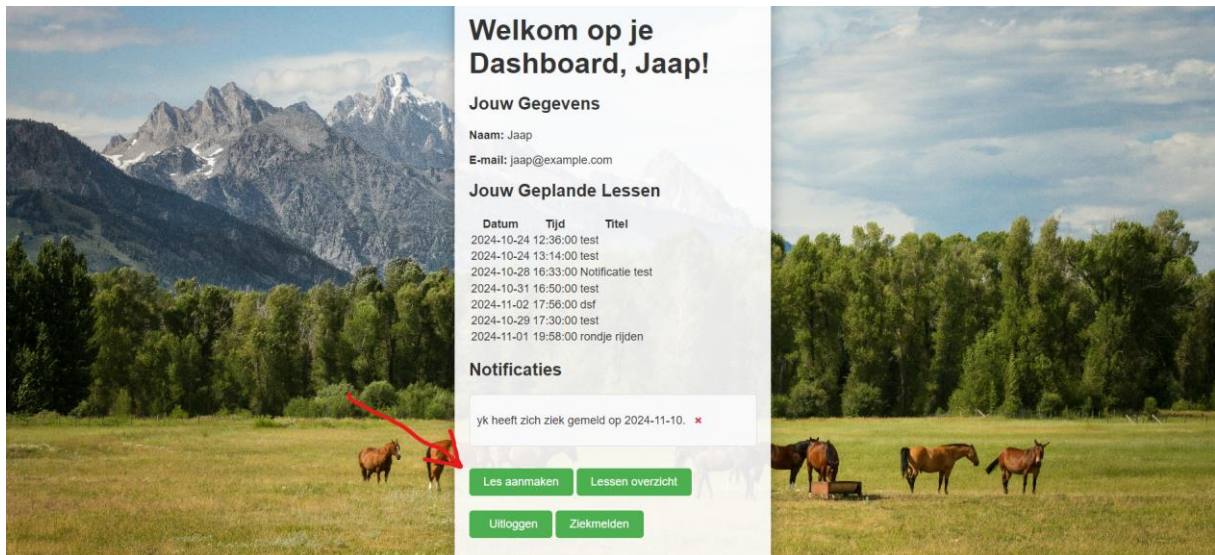 Welkom op je
Dashboard, Jaap!
Jouw Gegevens
Naam: Jaap
E-mail: jaap@example.com
Jouw Geplande Lessen
Datum Tijd Titel
2024-10-24 12:36:00 test
2024-10-24 13:14:00 test
2024-10-28 16:33:00 Notificatie test
2024-10-31 16:50:00 test
2024-11-02 17:56:00 dsf
2024-10-29 17:30:00 test
2024-11-01 19:58:00 rondje rijden
Notificaties
yk heeft zich ziek gemeld op 2024-11-10. ×
Les aanmaken Lessen overzicht
Uitloggen Ziekmelden